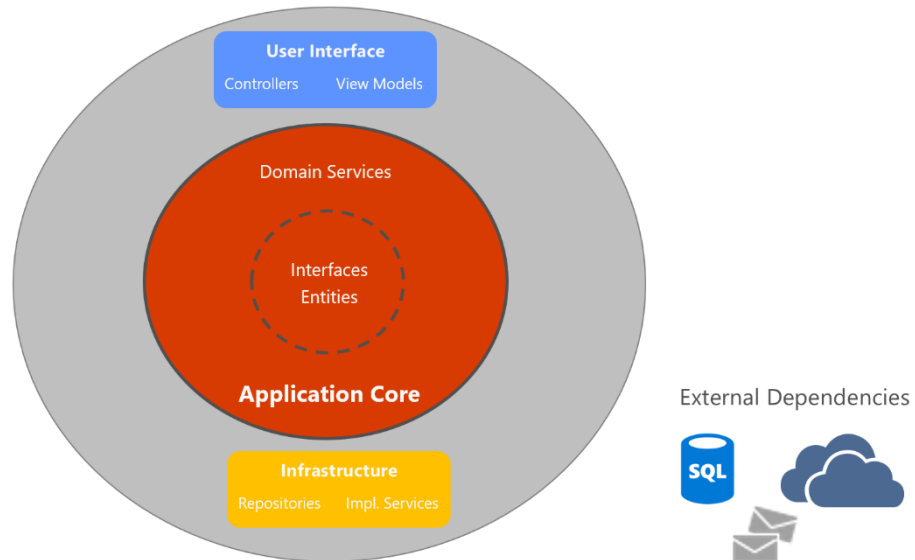 User Interface
Controllers View Models
Domain Services
Interfaces
Entities
Application Core
Infrastructure
Repositories Impl. Services
External Dependencies
SQL